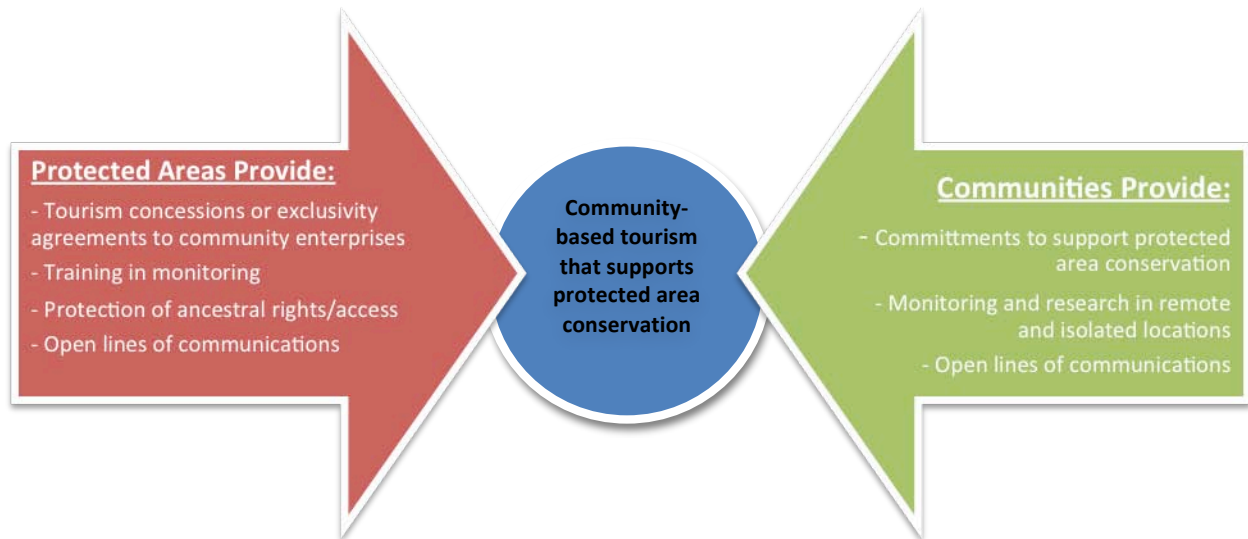 Protected Areas Provide:
- Tourism concessions or exclusivity
agreements to community enterprises
- Training in monitoring
- Protection of ancestral rights/access
- Open lines of communications
Community-
based tourism
that supports
protected area
conservation
Communities Provide:
- Committments to support protected
area conservation
- Monitoring and research in remote
and isolated locations
- Open lines of communications